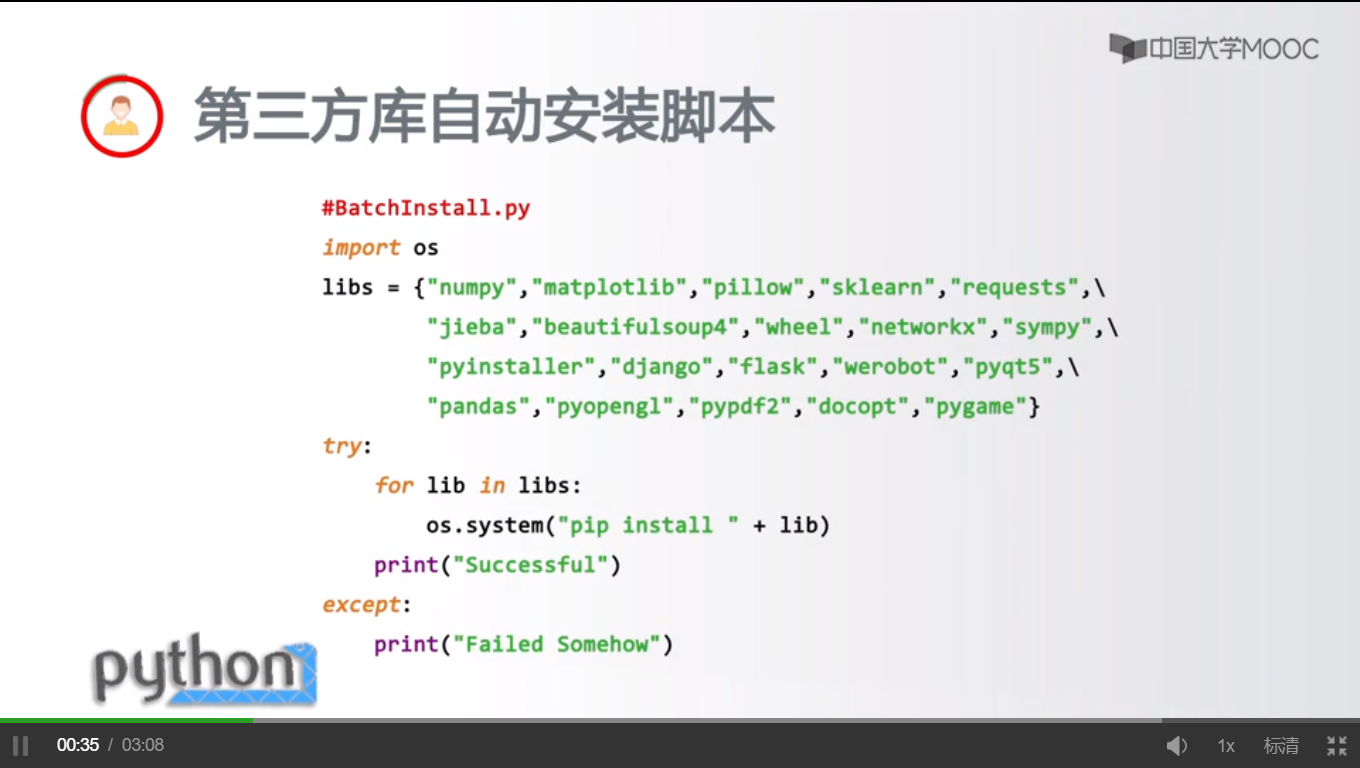 中国大学MOOC
第三方库自动安装脚本
#BatchInstall.py
import os
libs = {"numpy","matplotlib","pillow","sklearn","requests",\
"jieba","beautifulsoup4","wheel","networkx","sympy",\
"pyinstaller","django","flask","werobot","pyqt5",\
"pandas","pyopengl","pypdf2","docopt","pygame"}
try:
for lib in libs:
os.system("pip install " + lib)
print("Successful")
except:
print("Failed Somehow")
python
00:35 / 03:08 1x 标清